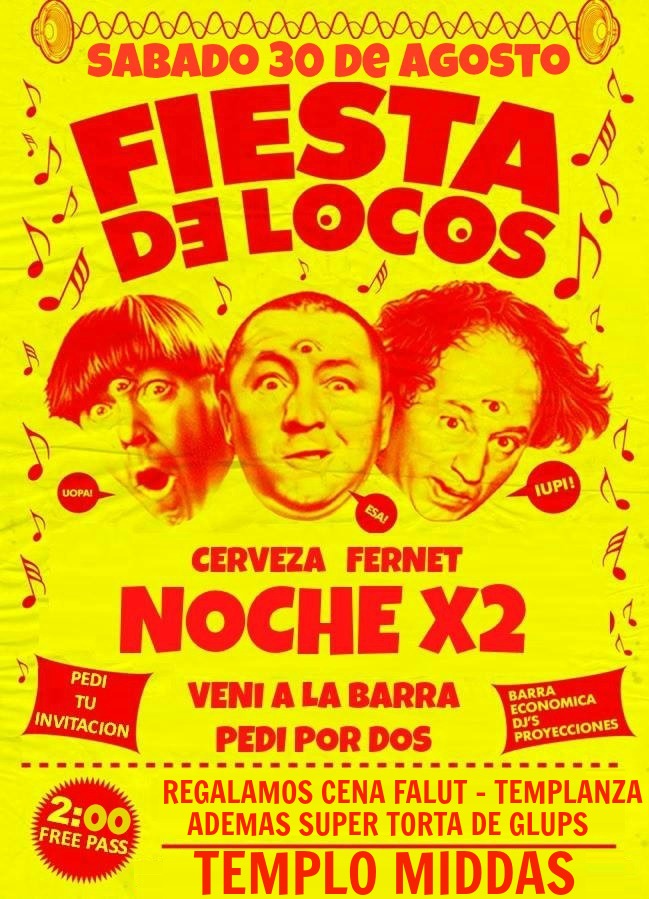 SABADO 30 De AGOSTO
FIESTA
DE LOCOS
UOPA!
ESA!
IUPI!
CERVEZA FERNET
NOCHE X2
PEDI
TU
INVITACION
VENI A LA BARRA
PEDI POR DOS
BARRA
ECONOMICA
DJ'S
PROYECCIONES
2:00
FREE PASS
REGALAMOS CENA FALUT - TEMPLANZA
ADEMAS SUPER TORTA DE GLUPS
TEMPLO MIDDAS